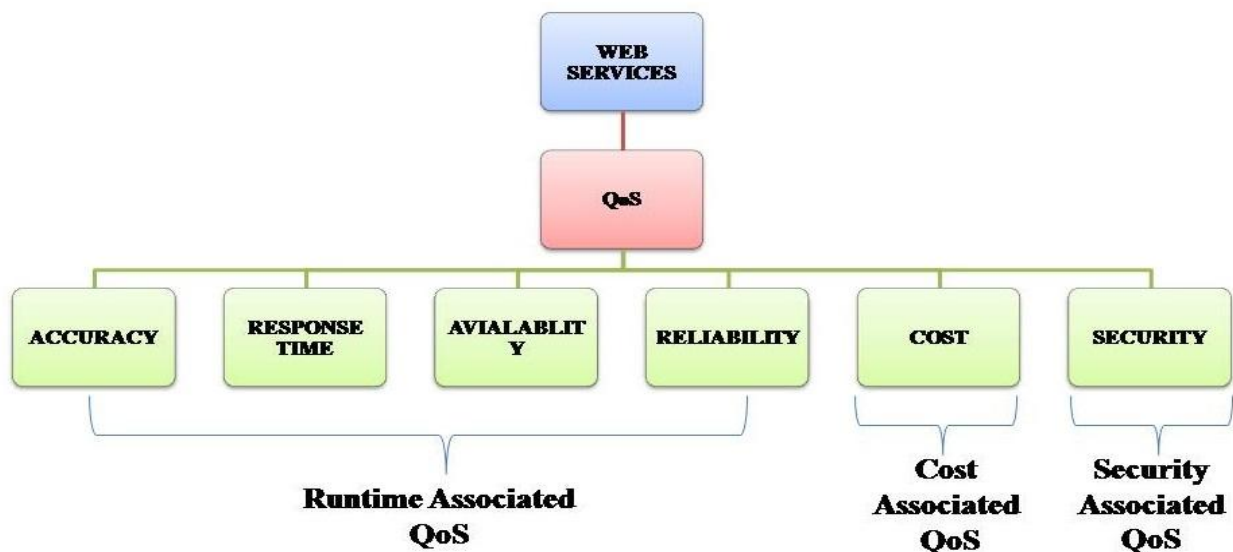 WEB
SERVICES
QoS
ACCURACY
RESPONSE
TIME
AVIALABLIT
Y
RELIABILITY
COST
SECURITY
Runtime Associated
QoS
Cost
Associated
QoS
Security
Associated
QoS